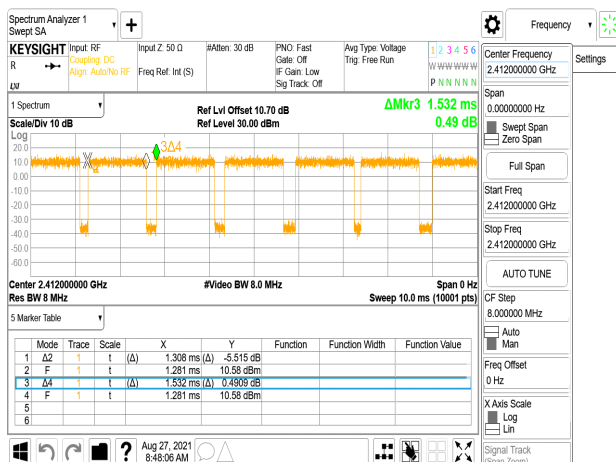 Spectrum Analyzer 1
Swept SA
+
Frequency
KEYSIGHT
R
Input: RF
Coupling: DC
Align: Auto/No RF
Input Z: 50 Ω
Freq Ref: Int (S)
#Atten: 30 dB
PNO: Fast
Gate: Off
IF Gain: Low
Sig Track: Off
Avg Type: Voltage
Trig: Free Run
1 2 3 4 5 6
W W W W W W
P N N N N N
Settings
Center Frequency
2.412000000 GHz
Span
0.00000000 Hz
Swept Span
Zero Span
Full Span
Start Freq
2.412000000 GHz
Stop Freq
2.412000000 GHz
AUTO TUNE
CF Step
8.000000 MHz
Auto
Man
Freq Offset
0 Hz
X Axis Scale
Log
Lin
Signal Track
(Span Zoom)
1 Spectrum
Scale/Div 10 dB
Ref Lvl Offset 10.70 dB
Ref Level 30.00 dBm
ΔMkr3 1.532 ms
0.49 dB
Log
20.0
10.0
0.00
-10.0
-20.0
-30.0
-40.0
-50.0
-60.0
3Δ4
Center 2.412000000 GHz
Res BW 8 MHz
#Video BW 8.0 MHz
Span 0 Hz
Sweep 10.0 ms (10001 pts)
5 Marker Table
Mode Trace Scale X Y Function Function Width Function Value
1 Δ2 1 t (Δ) 1.308 ms (Δ) -5.515 dB
2 F 1 t 1.281 ms 10.58 dBm
3 Δ4 1 t (Δ) 1.532 ms (Δ) 0.4909 dB
4 F 1 t 1.281 ms 10.58 dBm
5
6
?
Aug 27, 2021
8:48:06 AM